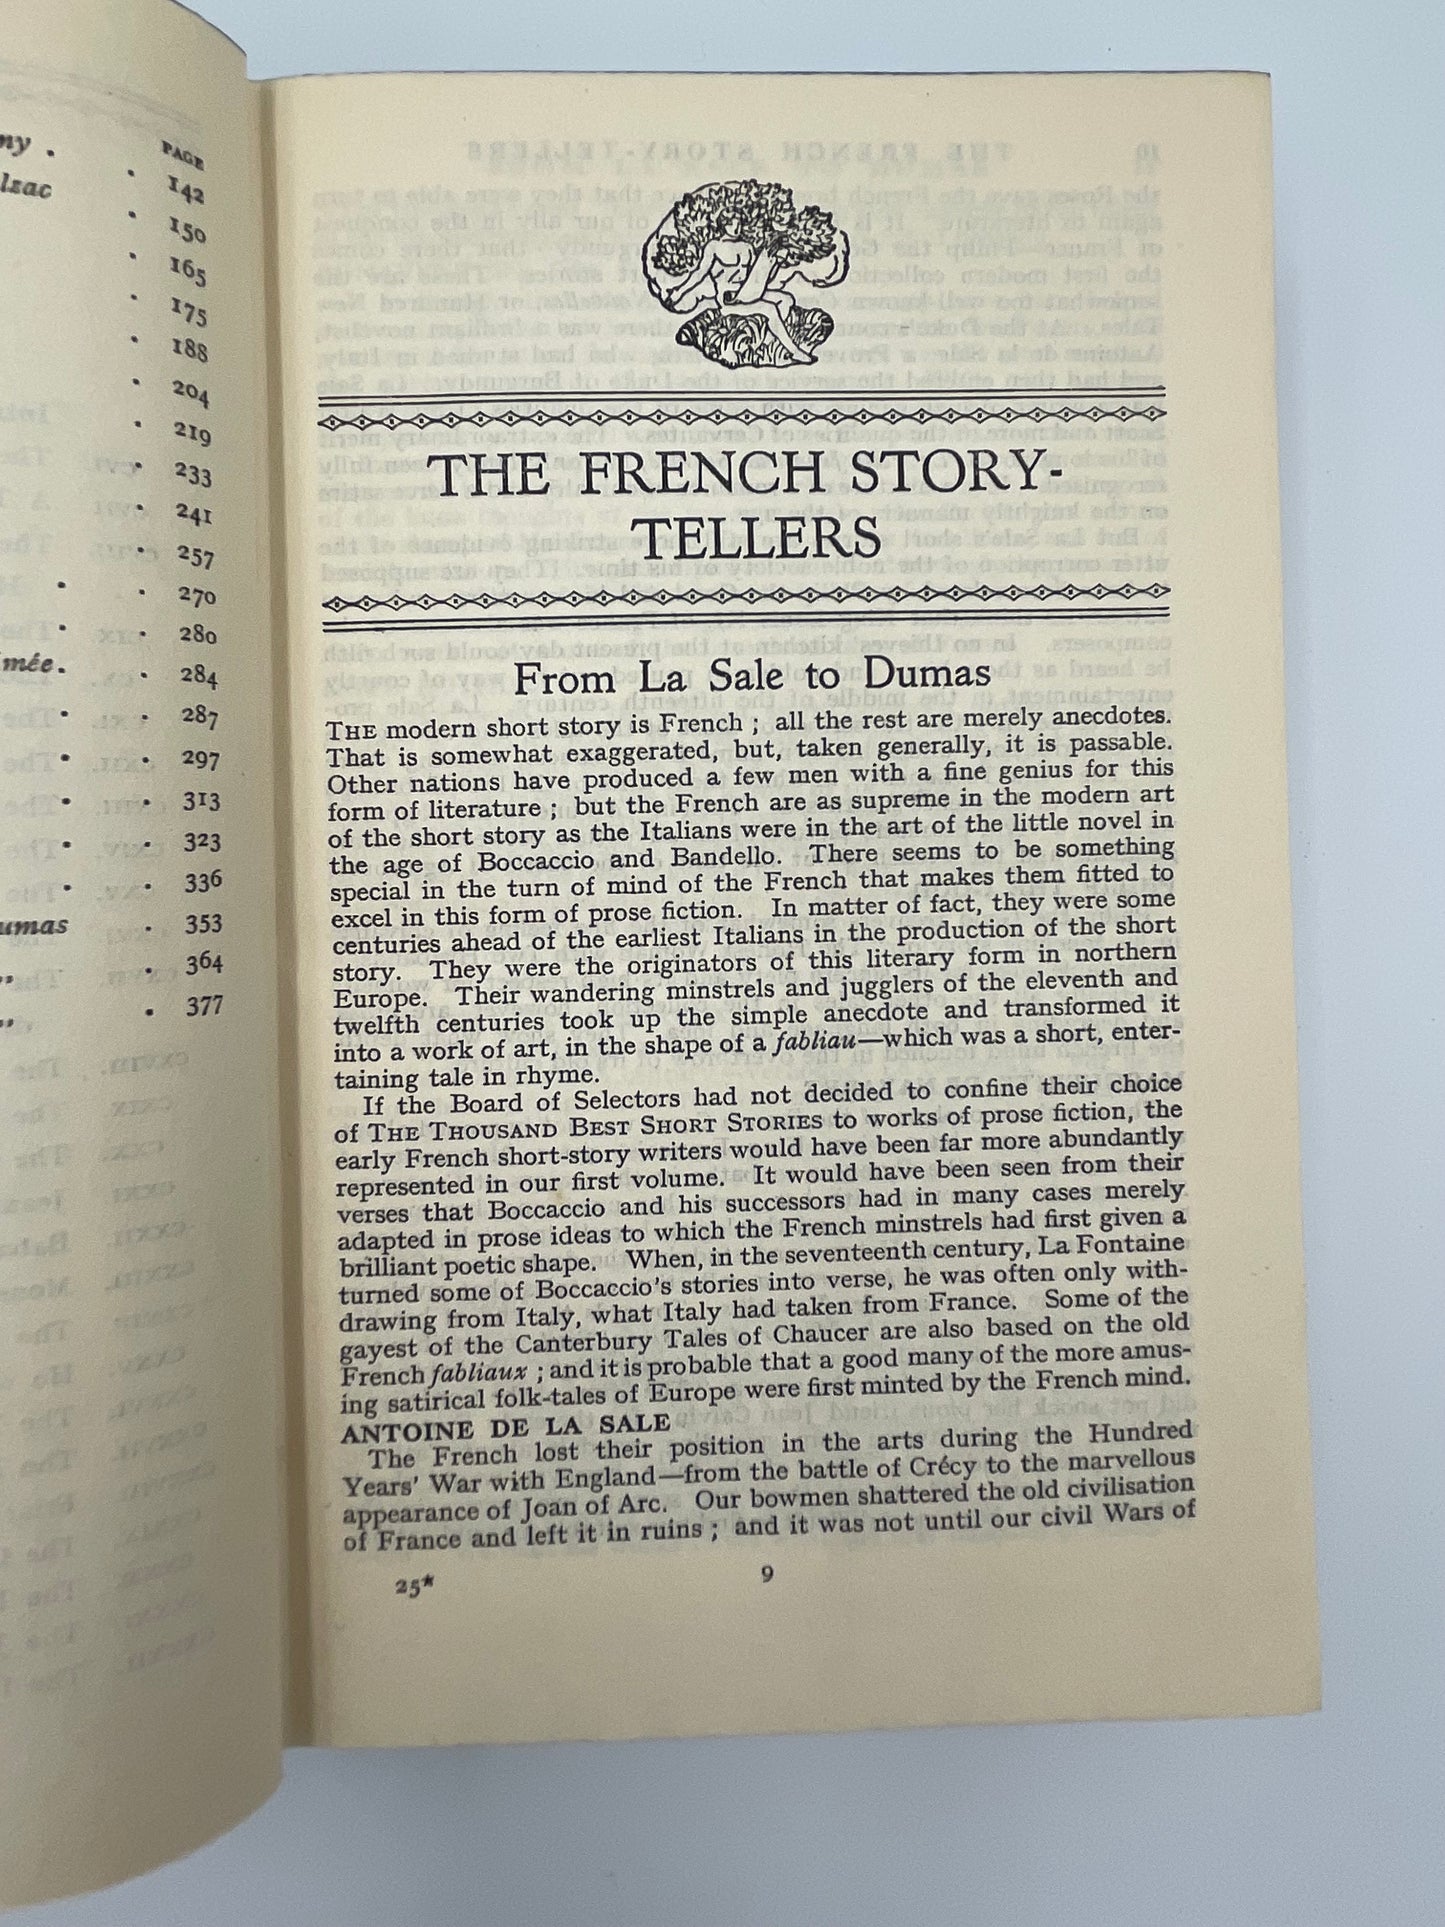 ny .
PAGE
. 142
lzac . 150
. 165
. 175
. 188
. 204
. 219
. 233
. 241
. 257
. . 270
. . 280
mée. . 284
. . 287
. . 297
. . 313
. . 323
. . 336
umas . 353
,, . 364
,, . 377
THE FRENCH STORY-
TELLERS
From La Sale to Dumas
THE modern short story is French ; all the rest are merely anecdotes.
That is somewhat exaggerated, but, taken generally, it is passable.
Other nations have produced a few men with a fine genius for this
form of literature ; but the French are as supreme in the modern art
of the short story as the Italians were in the art of the little novel in
the age of Boccaccio and Bandello. There seems to be something
special in the turn of mind of the French that makes them fitted to
excel in this form of prose fiction. In matter of fact, they were some
centuries ahead of the earliest Italians in the production of the short
story. They were the originators of this literary form in northern
Europe. Their wandering minstrels and jugglers of the eleventh and
twelfth centuries took up the simple anecdote and transformed it
into a work of art, in the shape of a fabliau—which was a short, enter-
taining tale in rhyme.
If the Board of Selectors had not decided to confine their choice
of THE THOUSAND BEST SHORT STORIES to works of prose fiction, the
early French short-story writers would have been far more abundantly
represented in our first volume. It would have been seen from their
verses that Boccaccio and his successors had in many cases merely
adapted in prose ideas to which the French minstrels had first given a
brilliant poetic shape. When, in the seventeenth century, La Fontaine
turned some of Boccaccio's stories into verse, he was often only with-
drawing from Italy, what Italy had taken from France. Some of the
gayest of the Canterbury Tales of Chaucer are also based on the old
French fabliaux ; and it is probable that a good many of the more amus-
ing satirical folk-tales of Europe were first minted by the French mind.
ANTOINE DE LA SALE
The French lost their position in the arts during the Hundred
Years' War with England—from the battle of Crécy to the marvellous
appearance of Joan of Arc. Our bowmen shattered the old civilisation
of France and left it in ruins ; and it was not until our civil Wars of
25* 9